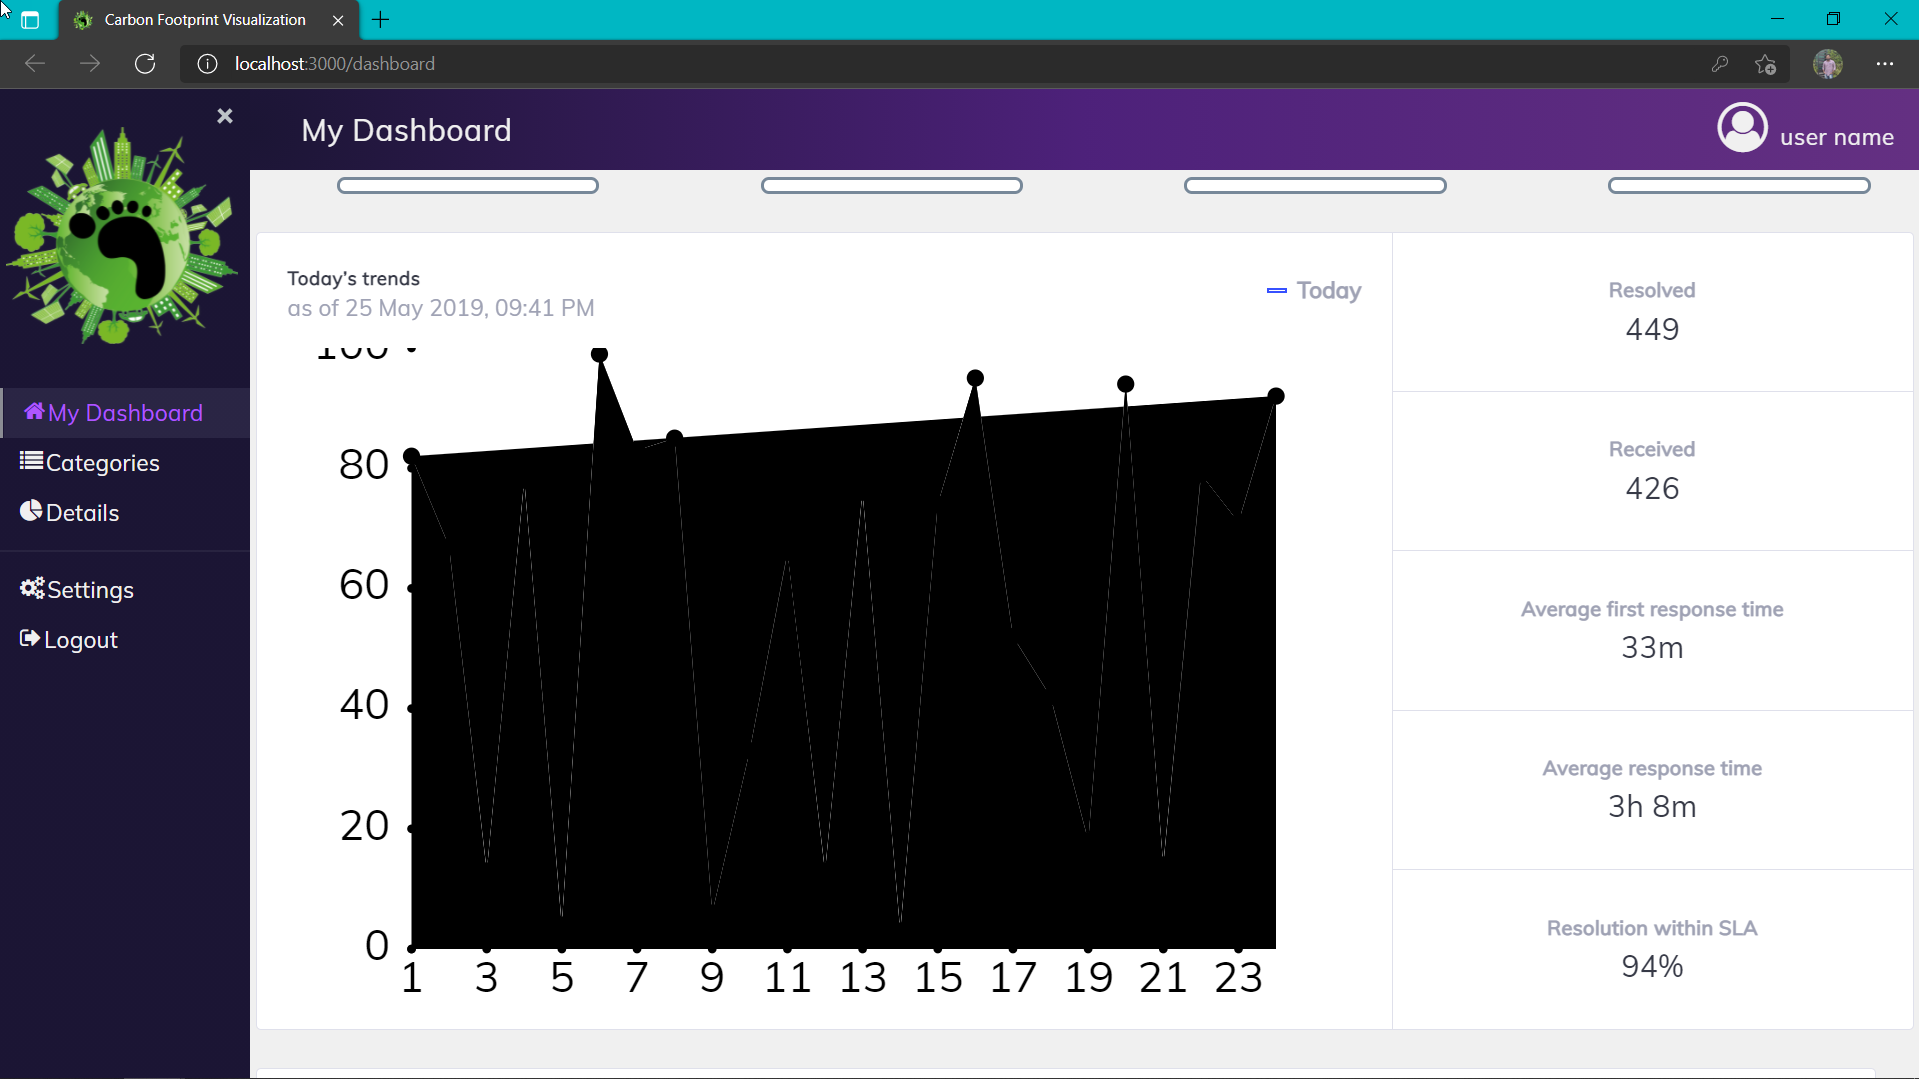 Carbon Footprint Visualization
localhost:3000/dashboard
My Dashboard
user name
My Dashboard
Categories
Details
Settings
Logout
Today's trends
as of 25 May 2019, 09:41 PM
Today
100
80
60
40
20
0
1 3 5 7 9 11 13 15 17 19 21 23
Resolved
449
Received
426
Average first response time
33m
Average response time
3h 8m
Resolution within SLA
94%